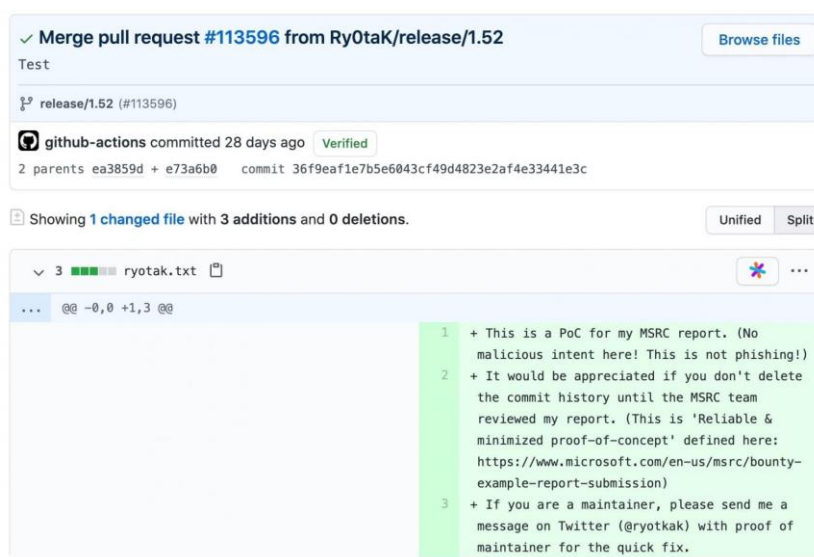 Merge pull request #113596 from Ry0taK/release/1.52
Browse files
Test
release/1.52 (#113596)
github-actions committed 28 days ago Verified
2 parents ea3859d + e73a6b0 commit 36f9eaf1e7b5e6043cf49d4823e2af4e33441e3c
Showing 1 changed file with 3 additions and 0 deletions.
Unified Split
3 ryotak.txt
...
... @@ -0,0 +1,3 @@
1 + This is a PoC for my MSRC report. (No
malicious intent here! This is not phishing!)
2 + It would be appreciated if you don't delete
the commit history until the MSRC team
reviewed my report. (This is 'Reliable &
minimized proof-of-concept' defined here:
https://www.microsoft.com/en-us/msrc/bounty-
example-report-submission)
3 + If you are a maintainer, please send me a
message on Twitter (@ryotkak) with proof of
maintainer for the quick fix.